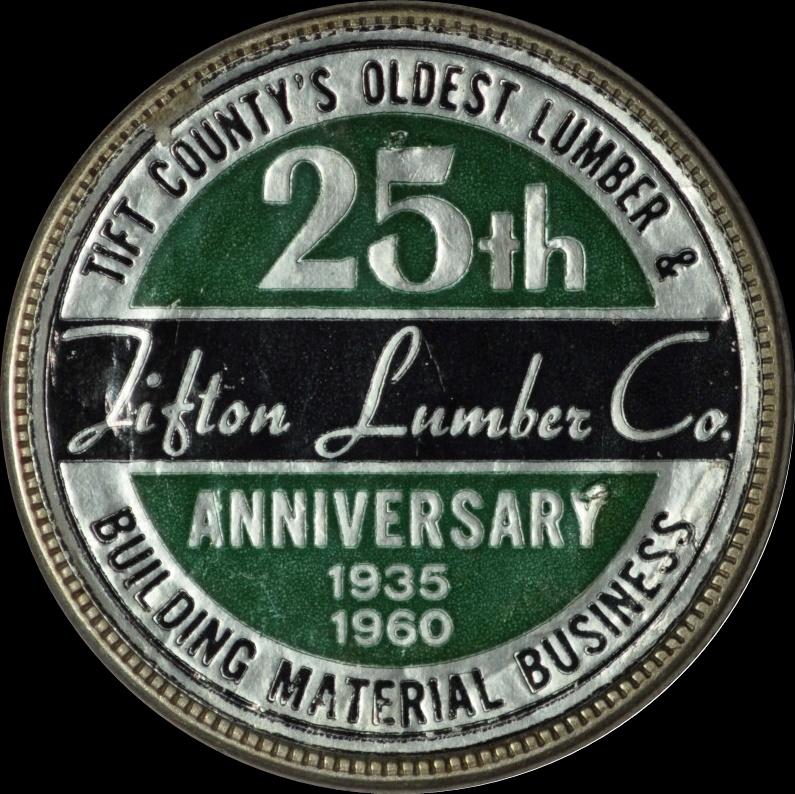 TIFT COUNTY'S OLDEST LUMBER &
25th
Tifton Lumber Co.
ANNIVERSARY
1935
1960
BUILDING MATERIAL BUSINESS